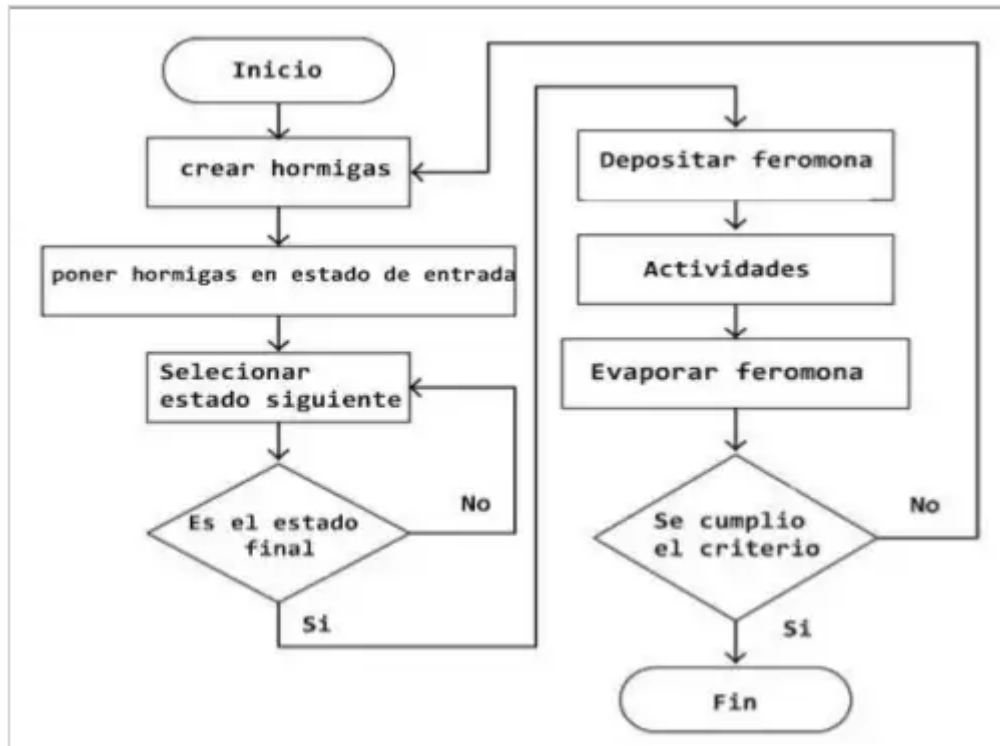 Inicio
crear hormigas
poner hormigas en estado de entrada
Selecionar
estado siguiente
Es el estado
final
No
Si
Depositar feromona
Actividades
Evaporar feromona
Se cumplio
el criterio
No
Si
Fin